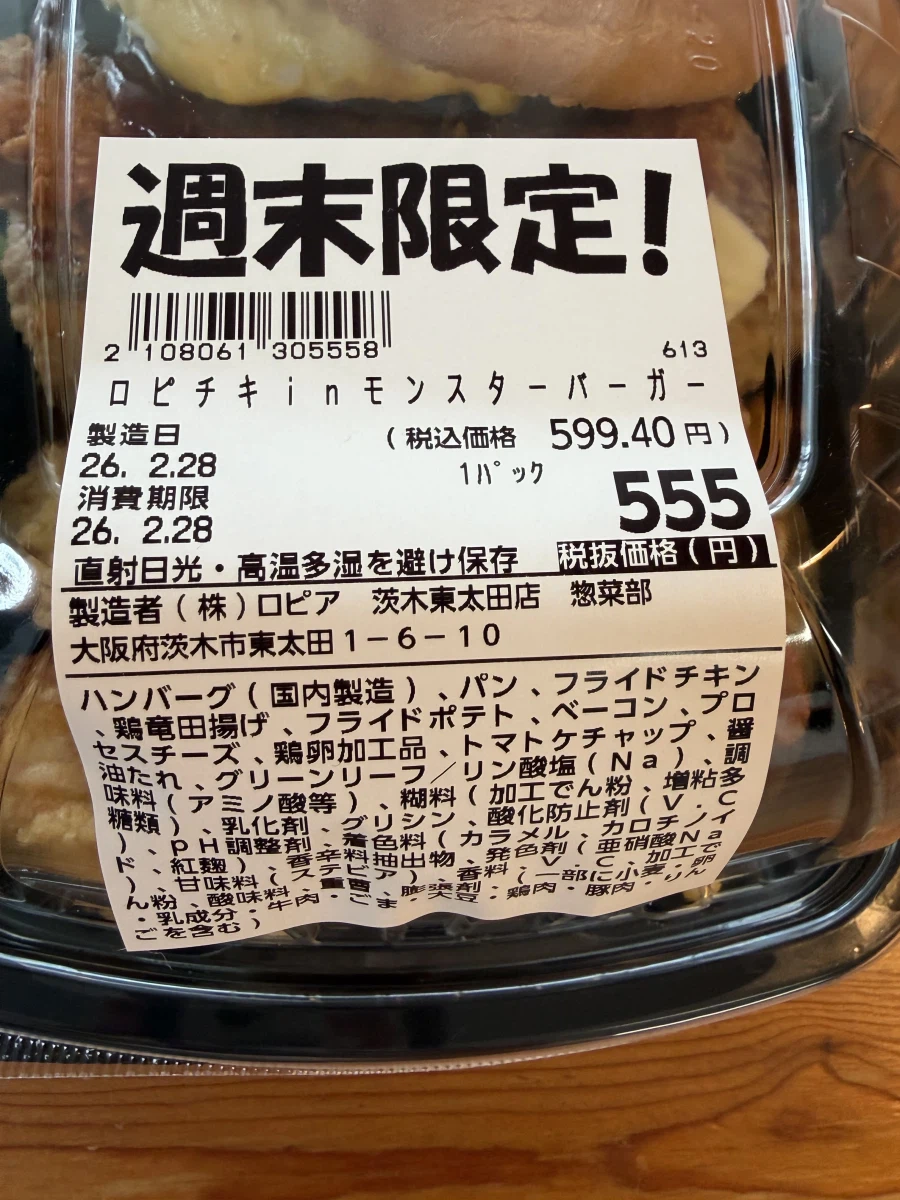 週末限定!
2 108061 305558
613
ロピチキinモンスターバーガー
製造日
(税込価格 599.40円)
26. 2.28
1パック
消費期限
555
26. 2.28
税抜価格(円)
直射日光・高温多湿を避け保存
製造者(株)ロピア 茨木東太田店 惣菜部
大阪府茨木市東太田1-6-10
ハンバーグ(国内製造)、パン、フライドチキン
、鶏竜田揚げ、フライドポテト、ベーコン、プロ
セスチーズ、鶏卵加工品、トマトケチャップ、醤
油たれ、グリーンリーフ/リン酸塩(Na)、調
味料(アミノ酸等)、糊料(加工でん粉、増粘多
糖類)、乳化剤、グリシン、酸化防止剤(V.C
)、pH調整剤、着色料(カラメル、カロチノイ
ド、紅麹)、香辛料抽出物、発色剤(亜硝酸Na
)、甘味料(ステビア)、香料、V.C、加工で
ん粉、酸味料、重曹、膨張剤、(一部に小麦・卵
・乳成分・牛肉・ごま・大豆・鶏肉・豚肉・りん
ごを含む)